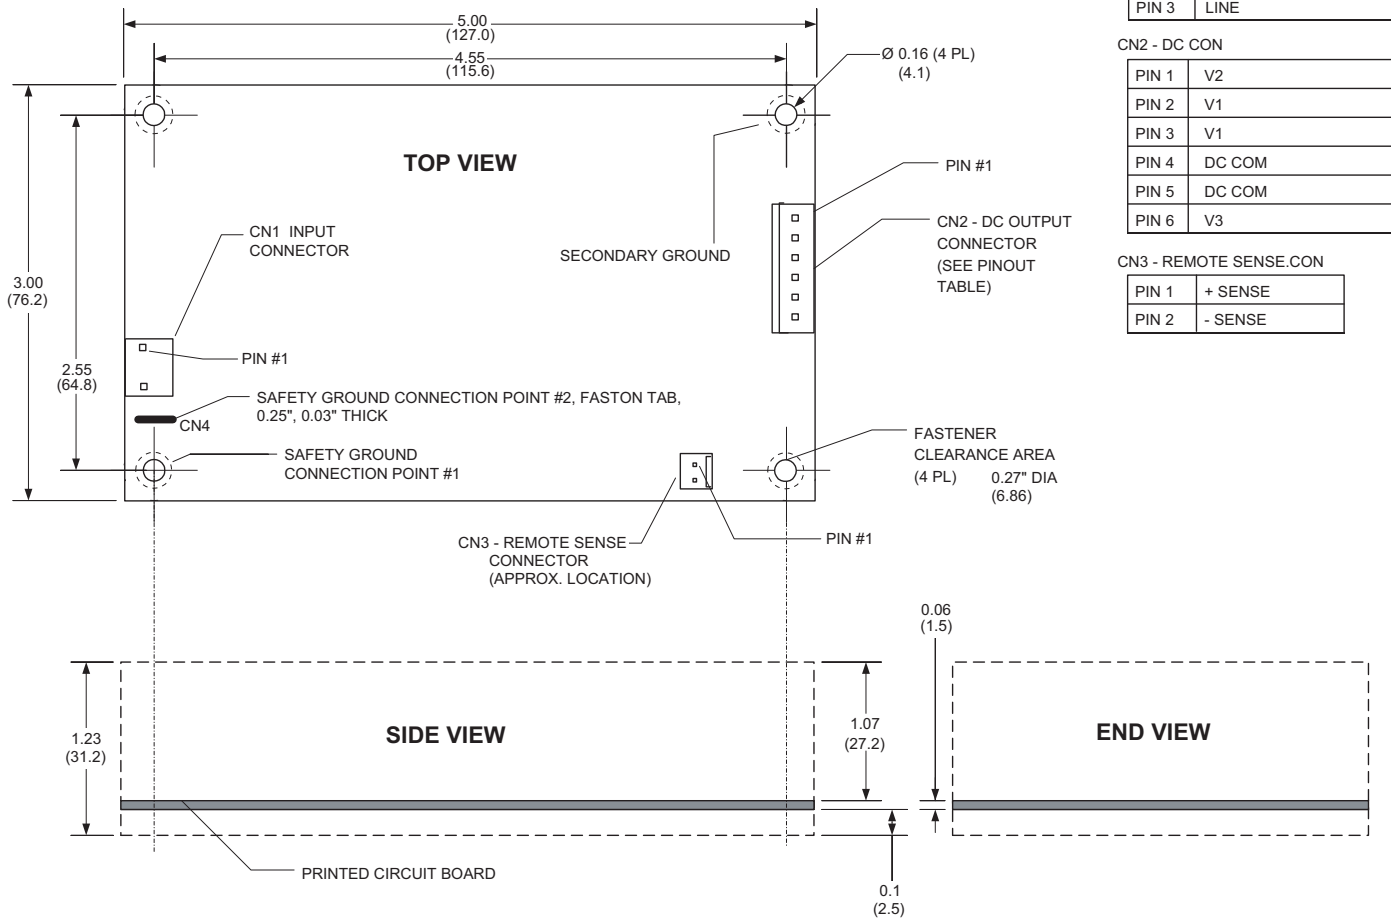 5.00
(127.0)
4.55
(115.6)
Ø 0.16 (4 PL)
(4.1)
TOP VIEW
PIN #1
CN1 INPUT
CONNECTOR
SECONDARY GROUND
CN2 - DC OUTPUT
CONNECTOR
(SEE PINOUT
TABLE)
3.00
(76.2)
2.55
(64.8)
PIN #1
SAFETY GROUND CONNECTION POINT #2, FASTON TAB,
0.25", 0.03" THICK
CN4
SAFETY GROUND
CONNECTION POINT #1
FASTENER
CLEARANCE AREA
(4 PL) 0.27" DIA
(6.86)
CN3 - REMOTE SENSE
CONNECTOR
(APPROX. LOCATION)
PIN #1
PIN 3 LINE
CN2 - DC CON
PIN 1 V2
PIN 2 V1
PIN 3 V1
PIN 4 DC COM
PIN 5 DC COM
PIN 6 V3
CN3 - REMOTE SENSE.CON
PIN 1 + SENSE
PIN 2 - SENSE
0.06
(1.5)
1.23
(31.2)
SIDE VIEW
1.07
(27.2)
END VIEW
PRINTED CIRCUIT BOARD
0.1
(2.5)